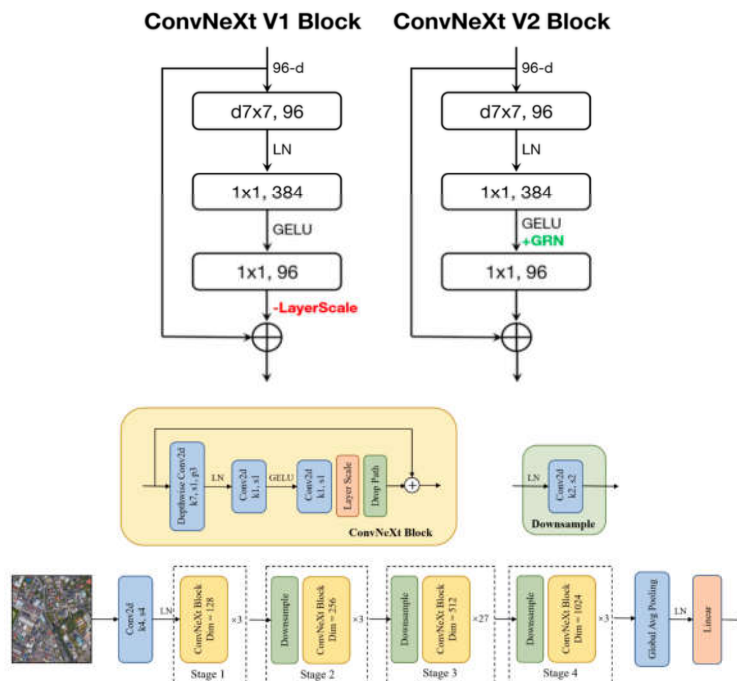 ConvNeXt V1 Block
ConvNeXt V2 Block
96-d
d7x7, 96
LN
1x1, 384
GELU
1x1, 96
-LayerScale
96-d
d7x7, 96
LN
1x1, 384
GELU
+GRN
1x1, 96
Depthwise Conv2d
k7, s1, p3
LN
Conv2d
k1, s1
GELU
Conv2d
k1, s1
Layer Scale
Drop Path
ConvNeXt Block
LN
Conv2d
k2, s2
Downsample
Conv2d
k4, s4
LN
ConvNeXt Block
Dim = 128
×3
Stage 1
Downsample
ConvNeXt Block
Dim = 256
×3
Stage 2
Downsample
ConvNeXt Block
Dim = 512
×27
Stage 3
Downsample
ConvNeXt Block
Dim = 1024
×3
Stage 4
Global Avg Pooling
LN
Linear